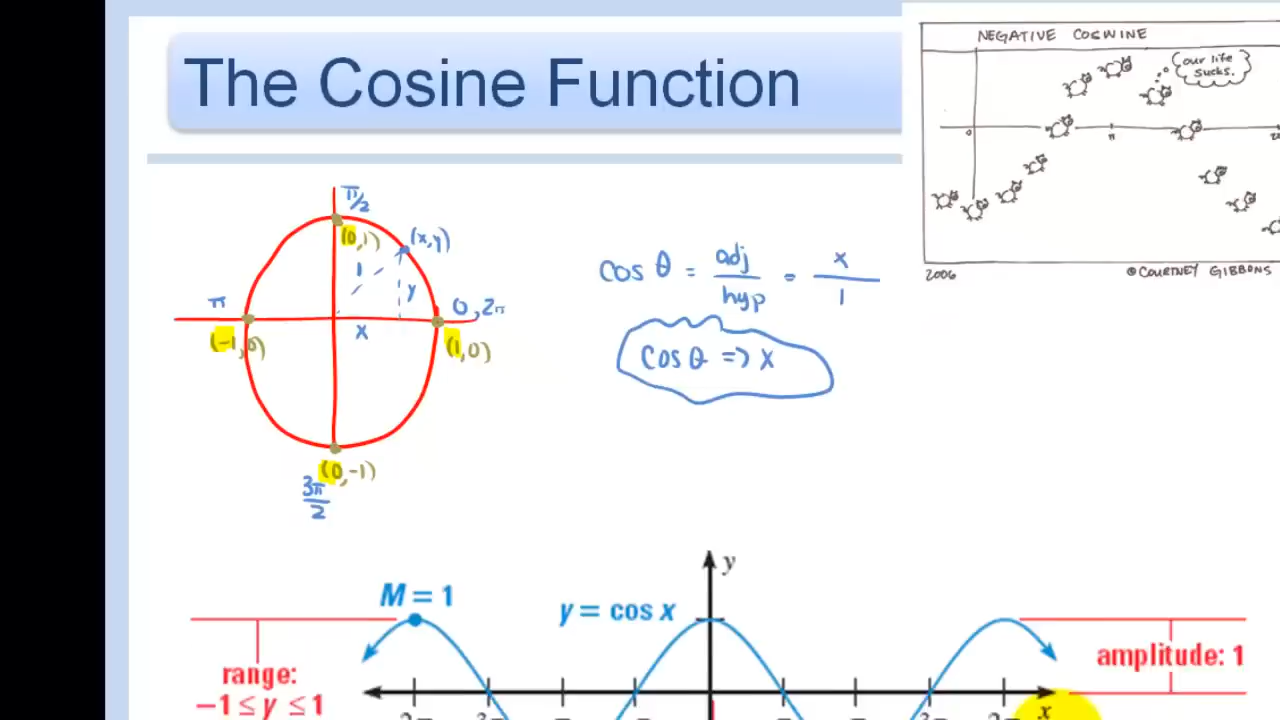 The Cosine Function
NEGATIVE COSWINE
our life
sucks.
0
π
2006
©COURTNEY GIBBONS
π/2
(0,1)
(x,y)
1
y
x
π
(-1,0)
0, 2π
(1,0)
(0,-1)
3π
2
cos θ = adj/hyp = x/1
cos θ => x
M = 1
y = cos x
y
range:
−1 ≤ y ≤ 1
amplitude: 1
x